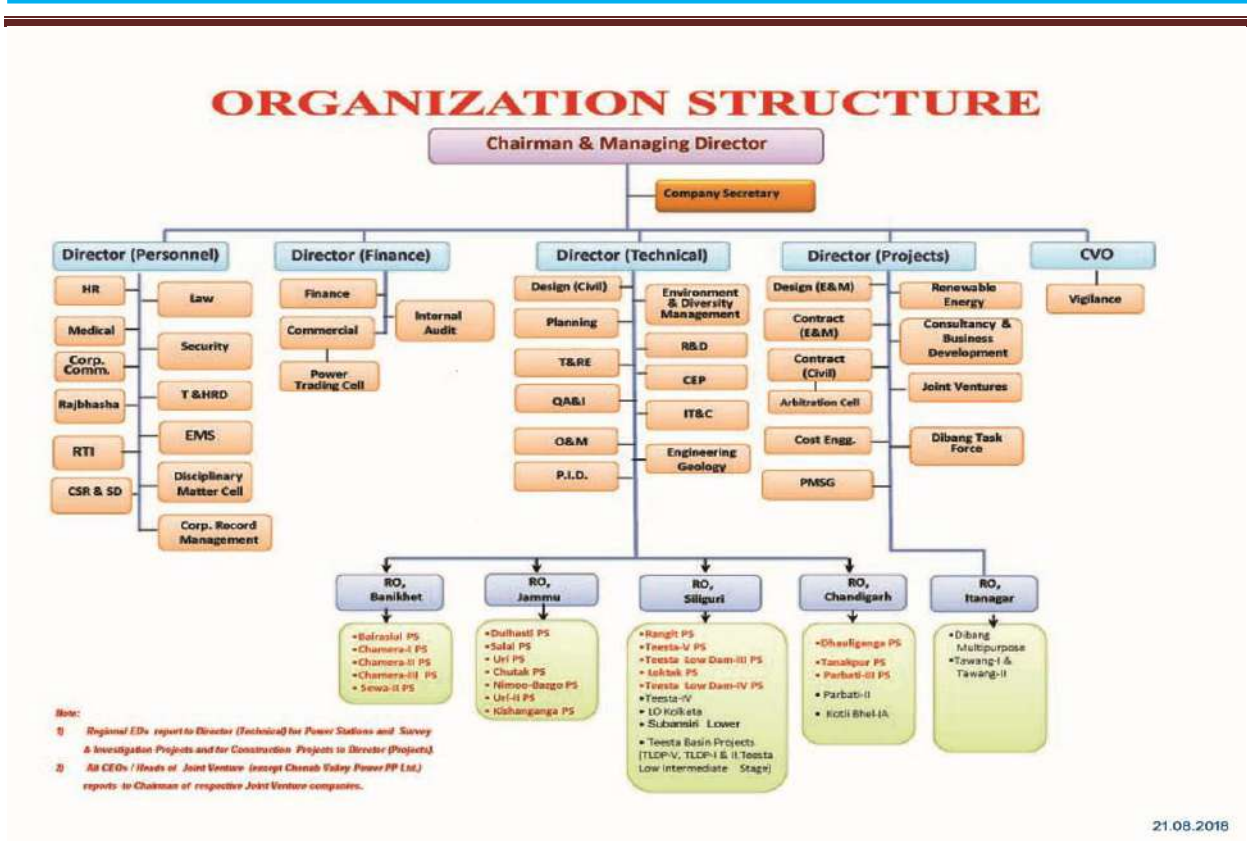 ORGANIZATION STRUCTURE
Chairman & Managing Director
Company Secretary
Director (Personnel)
HR
Law
Medical
Security
Corp.
Comm.
T &HRD
Rajbhasha
EMS
RTI
Disciplinary
Matter Cell
CSR & SD
Corp. Record
Management
Director (Finance)
Finance
Internal
Audit
Commercial
Power
Trading Cell
Director (Technical)
Design (Civil)
Environment
& Diversity
Management
Planning
R&D
T&RE
CEP
QA&I
IT&C
O&M
Engineering
Geology
P.I.D.
Director (Projects)
Design (E&M)
Renewable
Energy
Contract
(E&M)
Consultancy &
Business
Development
Contract
(Civil)
Joint Ventures
Arbitration Cell
Cost Engg.
Dibang Task
Force
PMSG
CVO
Vigilance
RO,
Banikhet
•Bairasiul PS
•Chamera-I PS
•Chamera-II PS
•Chamera-III PS
•Sewa-II PS
RO,
Jammu
•Dulhasti PS
•Salal PS
• Uri PS
• Chutak PS
• Nimoo-Bazgo PS
• Uri-II PS
• Kishanganga PS
RO,
Siliguri
•Rangit PS
•Teesta-V PS
•Teesta Low Dam-III PS
• Loktak PS
•Teesta Low Dam-IV PS
•Teesta-IV
• LO Kolkata
• Subansiri Lower
• Teesta Basin Projects
(TLDP-V, TLDP-I & II.Teesta
Low Intermediate Stage)
RO,
Chandigarh
•Dhauliganga PS
•Tanakpur PS
•Parbati-III PS
• Parbati-II
• Kotli Bhel-IA
RO,
Itanagar
•Dibang
Multipurpose
•Tawang-I &
Tawang-II
Note:
1) Regional EDs report to Director (Technical) for Power Stations and Survey
& Investigation Projects and for Construction Projects to Director (Projects).
2) All CEOs / Heads of Joint Venture (except Chenab Valley Power PP Ltd.)
reports to Chairman of respective Joint Venture companies.
21.08.2018